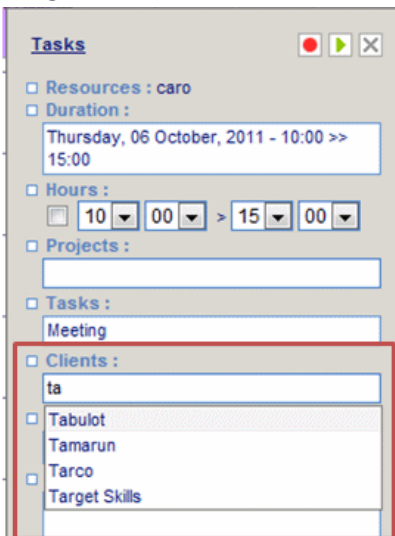 Tasks
Resources : caro
Duration :
Thursday, 06 October, 2011 - 10:00 >>
15:00
Hours :
10 00 > 15 00
Projects :
Tasks :
Meeting
Clients :
ta
Tabulot
Tamarun
Tarco
Target Skills